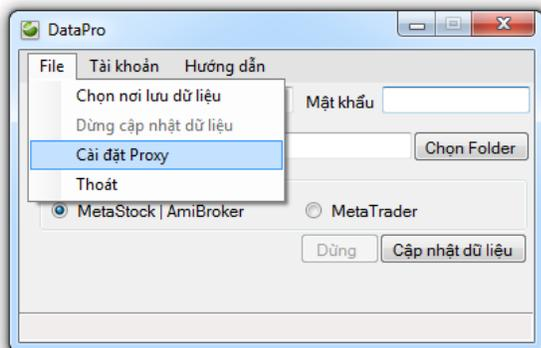 DataPro
File Tài khoản Hướng dẫn
Chọn nơi lưu dữ liệu
Mật khẩu
Dừng cập nhật dữ liệu
Cài đặt Proxy
Chọn Folder
Thoát
MetaStock | AmiBroker MetaTrader
Dừng Cập nhật dữ liệu